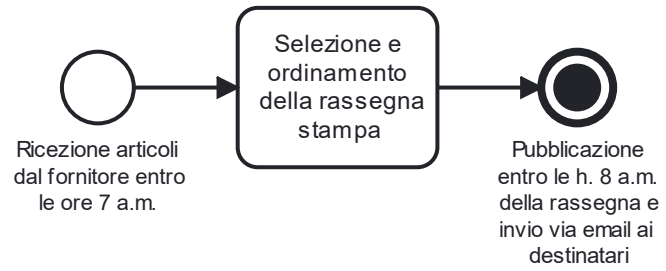 Selezione e
ordinamento
della rassegna
stampa
Ricezione articoli
dal fornitore entro
le ore 7 a.m.
Pubblicazione
entro le h. 8 a.m.
della rassegna e
invio via email ai
destinatari